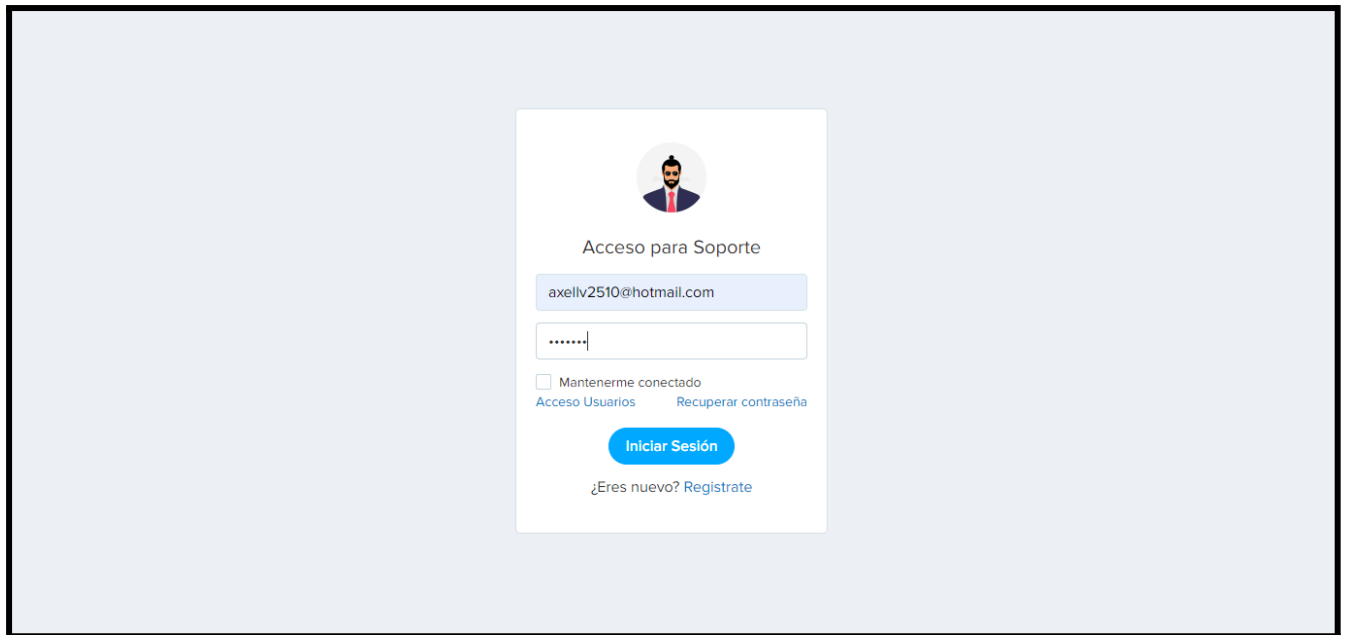 Acceso para Soporte
axellv2510@hotmail.com
•••••••
Mantenerme conectado
Acceso Usuarios Recuperar contraseña
Iniciar Sesión
¿Eres nuevo? Registrate